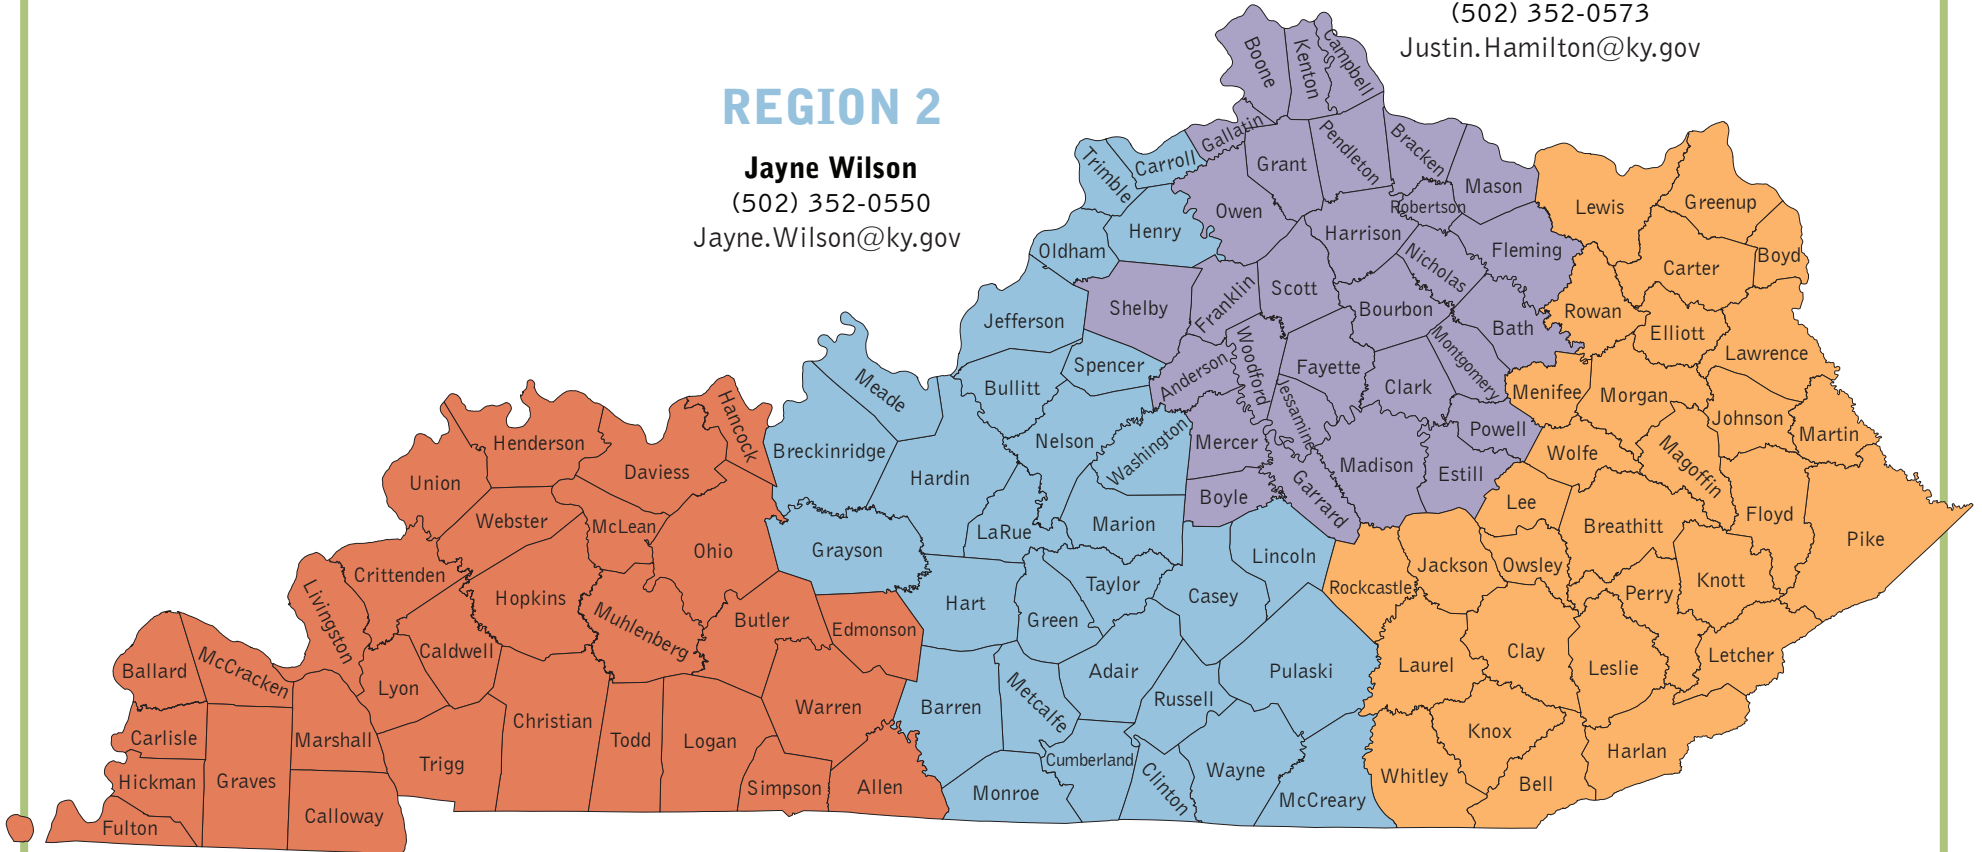 (502) 352-0573
Justin.Hamilton@ky.gov
REGION 2
Jayne Wilson
(502) 352-0550
Jayne.Wilson@ky.gov
Boone
Kenton
Campbell
Gallatin
Grant
Pendleton
Bracken
Mason
Robertson
Trimble
Carroll
Owen
Harrison
Nicholas
Fleming
Lewis
Greenup
Henry
Oldham
Carter
Boyd
Shelby
Franklin
Scott
Bourbon
Bath
Rowan
Elliott
Lawrence
Jefferson
Spencer
Bullitt
Anderson
Woodford
Fayette
Jessamine
Clark
Montgomery
Menifee
Morgan
Johnson
Martin
Meade
Hancock
Breckinridge
Nelson
Washington
Mercer
Madison
Estill
Powell
Wolfe
Magoffin
Henderson
Daviess
Union
Hardin
Boyle
Garrard
Lee
Breathitt
Floyd
Pike
Webster
McLean
Ohio
Grayson
LaRue
Marion
Lincoln
Rockcastle
Jackson
Owsley
Perry
Knott
Crittenden
Livingston
Hopkins
Muhlenberg
Butler
Edmonson
Hart
Green
Taylor
Casey
Ballard
McCracken
Caldwell
Lyon
Adair
Pulaski
Laurel
Clay
Leslie
Letcher
Carlisle
Marshall
Christian
Todd
Logan
Warren
Barren
Metcalfe
Russell
Knox
Harlan
Hickman
Graves
Trigg
Simpson
Allen
Monroe
Cumberland
Clinton
Wayne
McCreary
Whitley
Bell
Fulton
Calloway